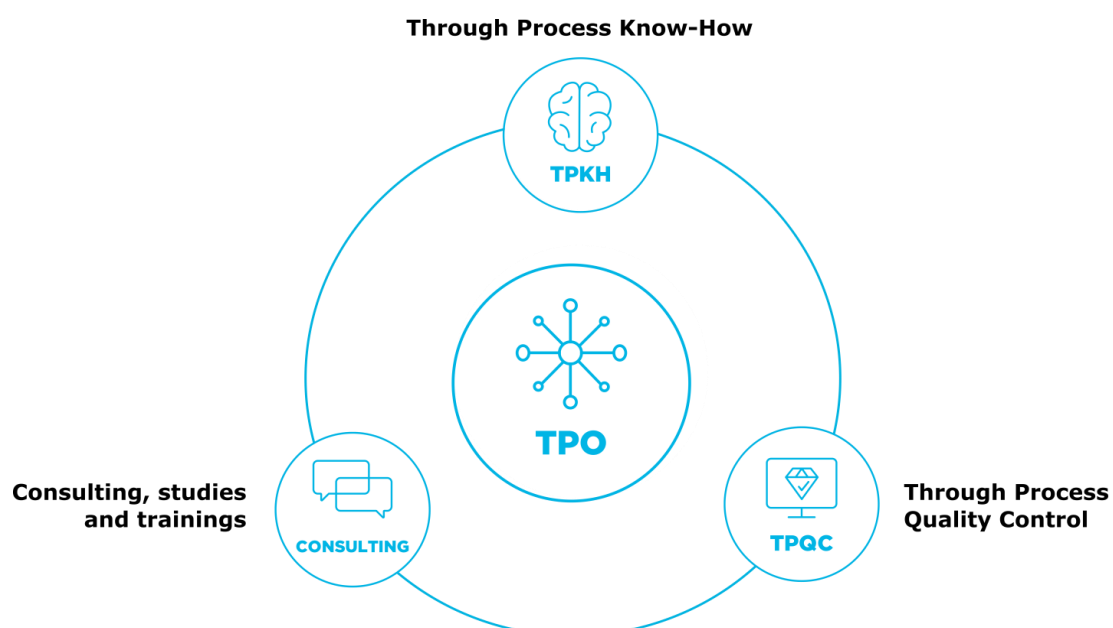 Through Process Know-How
TPKH
TPO
Consulting, studies
and trainings
CONSULTING
TPQC
Through Process
Quality Control